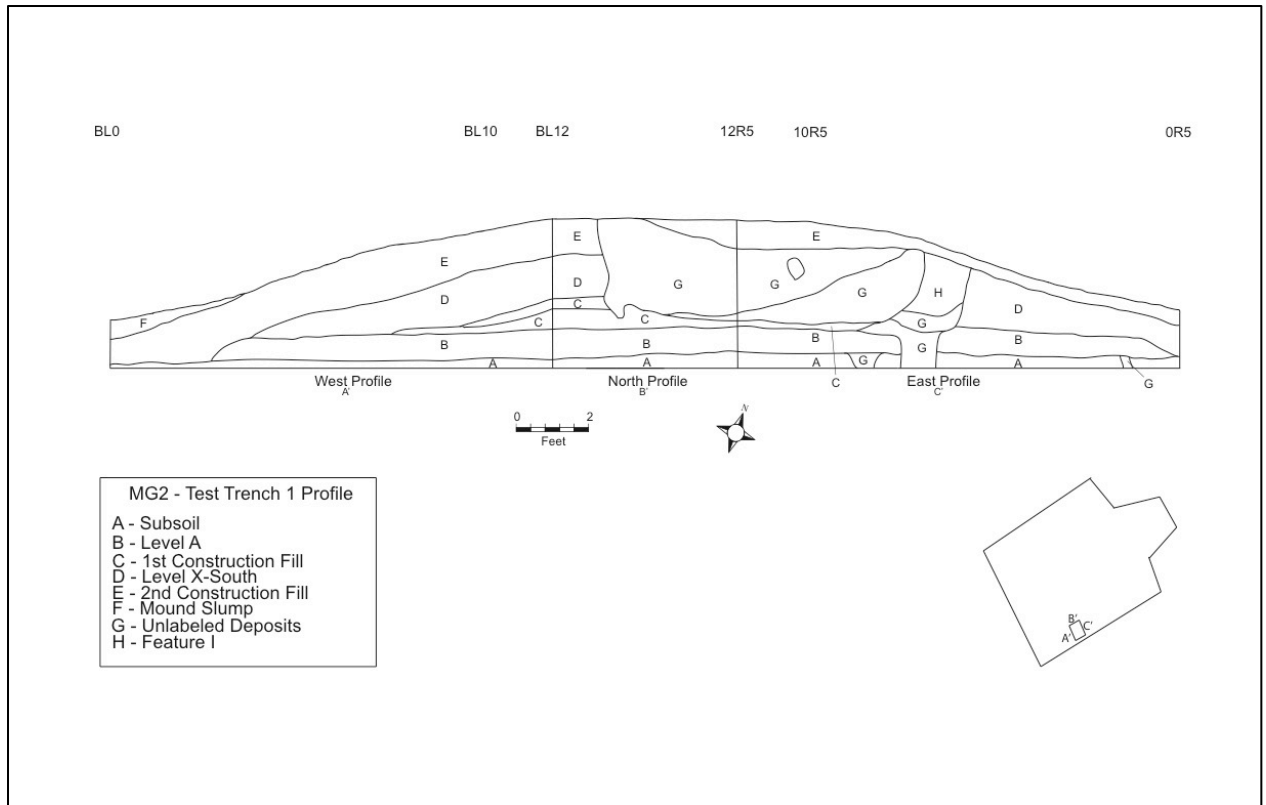 BL0 BL10 BL12 12R5 10R5 0R5
E E
E
D D G G G H D
F C
C C G
B B B G B
A A A G A
West Profile North Profile C East Profile G
A' B' C'
0 2 N
Feet
MG2 - Test Trench 1 Profile
A - Subsoil
B - Level A
C - 1st Construction Fill
D - Level X-South
E - 2nd Construction Fill
F - Mound Slump
G - Unlabeled Deposits
H - Feature I
B'
A' C'